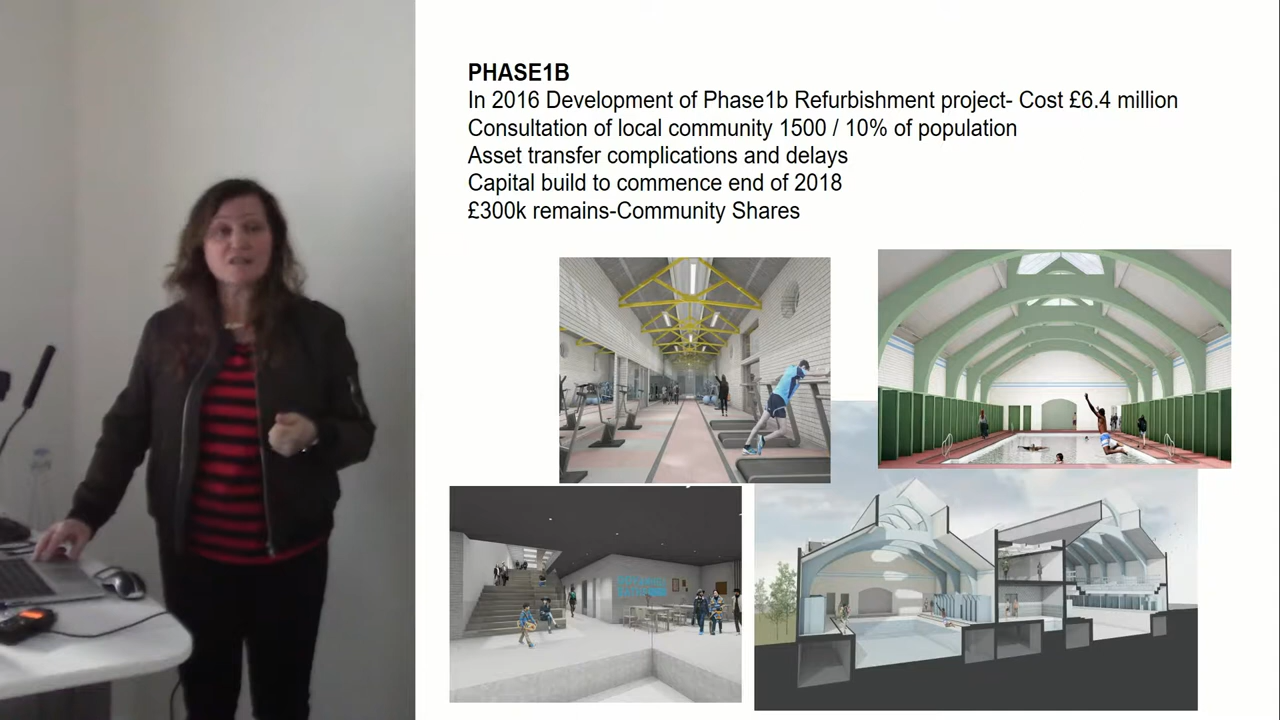 PHASE1B
In 2016 Development of Phase1b Refurbishment project- Cost £6.4 million
Consultation of local community 1500 / 10% of population
Asset transfer complications and delays
Capital build to commence end of 2018
£300k remains-Community Shares